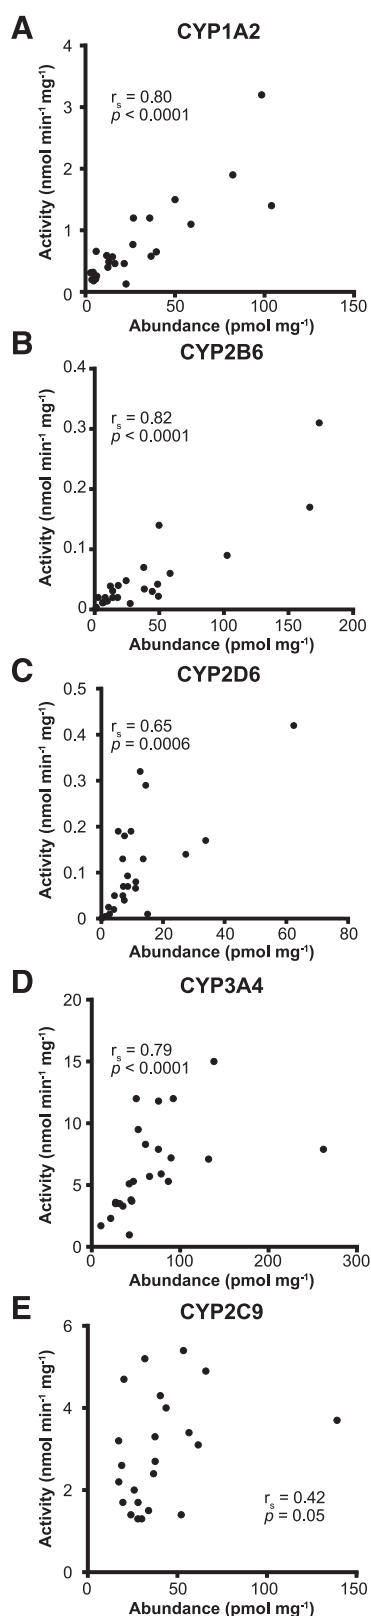 A
CYP1A2
4
3
2
1
0
Activity (nmol min⁻¹ mg⁻¹)
rₛ = 0.80
p < 0.0001
0
50
100
150
Abundance (pmol mg⁻¹)
B
CYP2B6
0.4
0.3
0.2
0.1
0
Activity (nmol min⁻¹ mg⁻¹)
rₛ = 0.82
p < 0.0001
0
50
100
150
200
Abundance (pmol mg⁻¹)
C
CYP2D6
0.5
0.4
0.3
0.2
0.1
0
Activity (nmol min⁻¹ mg⁻¹)
rₛ = 0.65
p = 0.0006
0
20
40
60
80
Abundance (pmol mg⁻¹)
D
CYP3A4
20
15
10
5
0
Activity (nmol min⁻¹ mg⁻¹)
rₛ = 0.79
p < 0.0001
0
100
200
300
Abundance (pmol mg⁻¹)
E
CYP2C9
6
4
2
0
Activity (nmol min⁻¹ mg⁻¹)
rₛ = 0.42
p = 0.05
0
50
100
150
Abundance (pmol mg⁻¹)